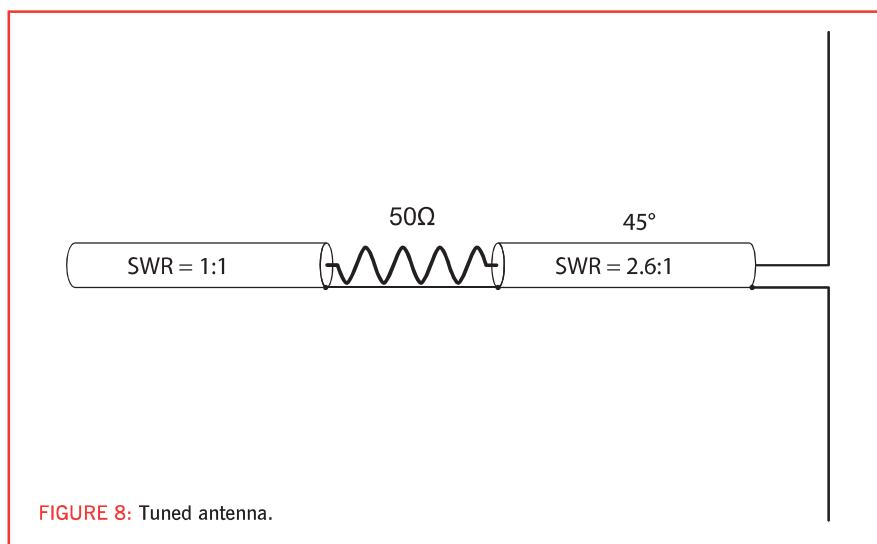 50Ω
45°
SWR = 1:1
SWR = 2.6:1
FIGURE 8: Tuned antenna.